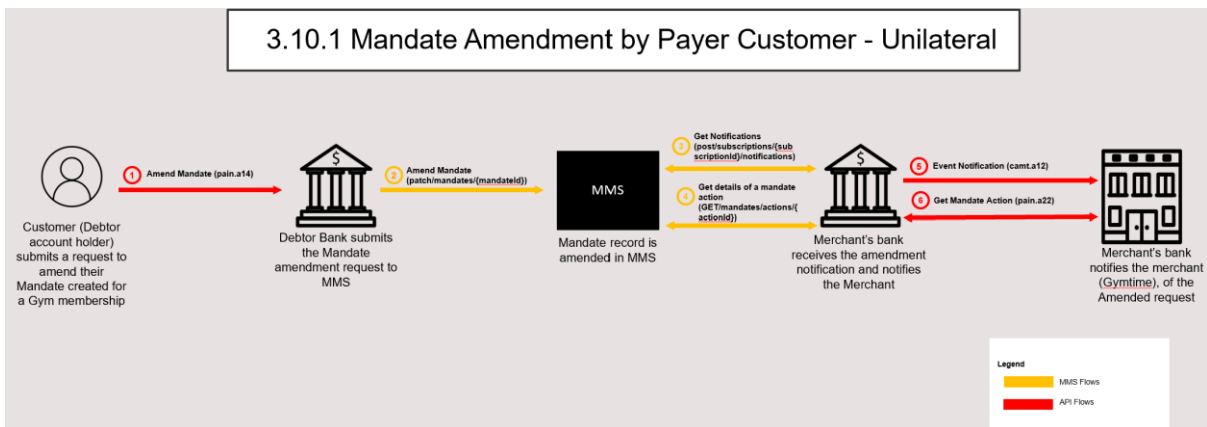 3.10.1 Mandate Amendment by Payer Customer - Unilateral
1
Amend Mandate (pain.a14)
2
Amend Mandate
(patch/mandates/{mandateId})
3
Get Notifications
(post/subscriptions/{sub
scriptionId}/notifications)
4
Get details of a mandate
action
(GET/mandates/actions/{
actionId})
5
Event Notification (camt.a12)
6
Get Mandate Action (pain.a22)
$
MMS
$
Customer (Debtor
account holder)
submits a request to
amend their
Mandate created for
a Gym membership
Debtor Bank submits
the Mandate
amendment request to
MMS
Mandate record is
amended in MMS
Merchant's bank
receives the amendment
notification and notifies
the Merchant
Merchant's bank
notifies the merchant
(Gymtime), of the
Amended request
Legend
MMS Flows
API Flows